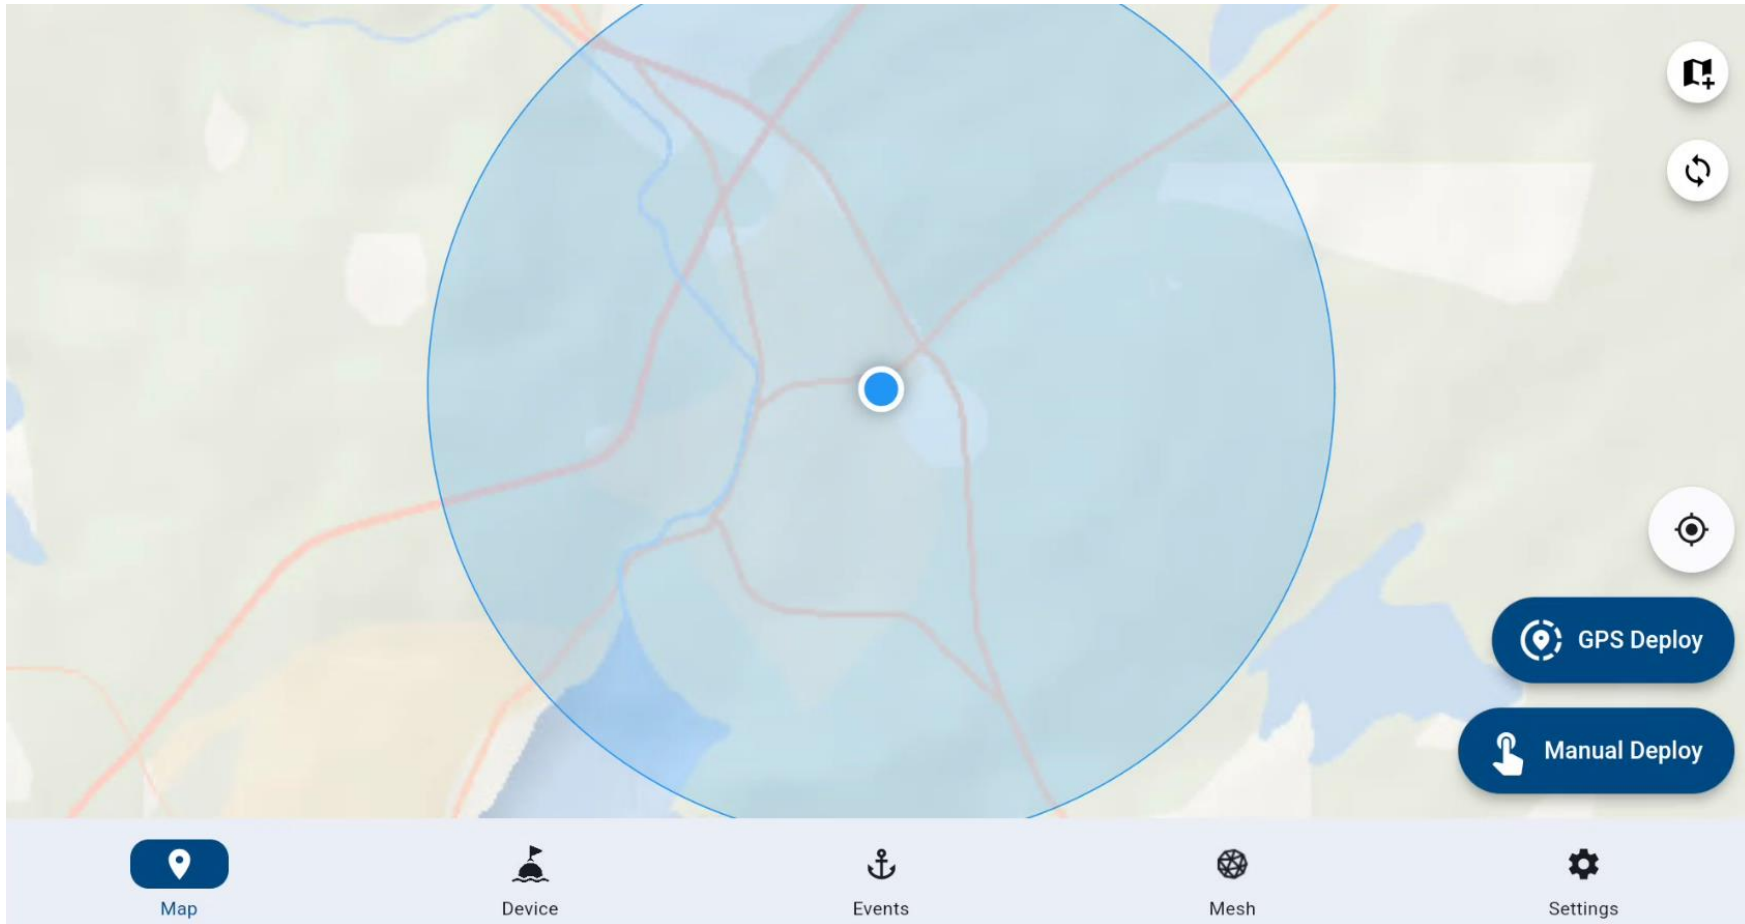 GPS Deploy
Manual Deploy
Map
Device
Events
Mesh
Settings